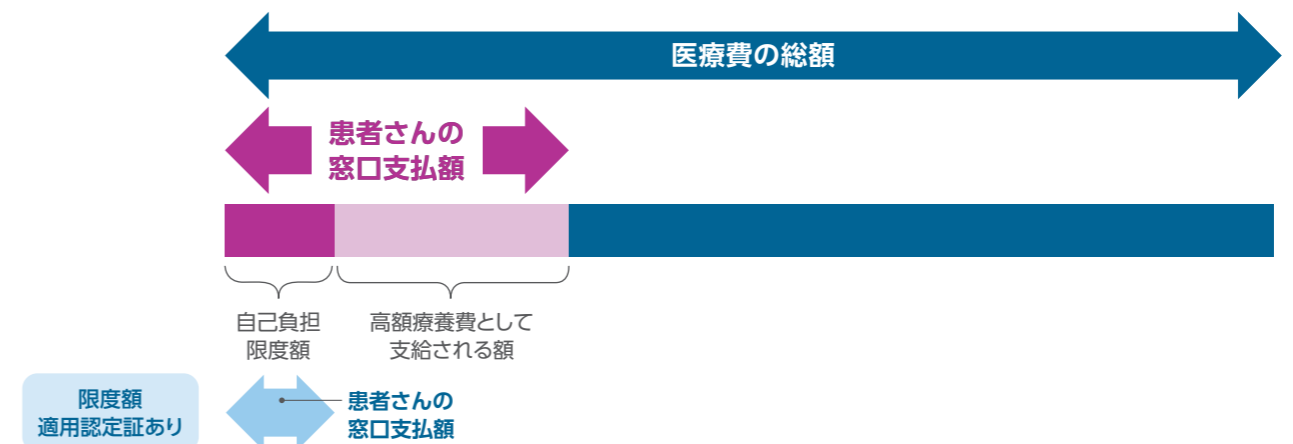 医療費の総額
患者さんの
窓口支払額
自己負担
限度額
高額療養費として
支給される額
限度額
適用認定証あり
患者さんの
窓口支払額